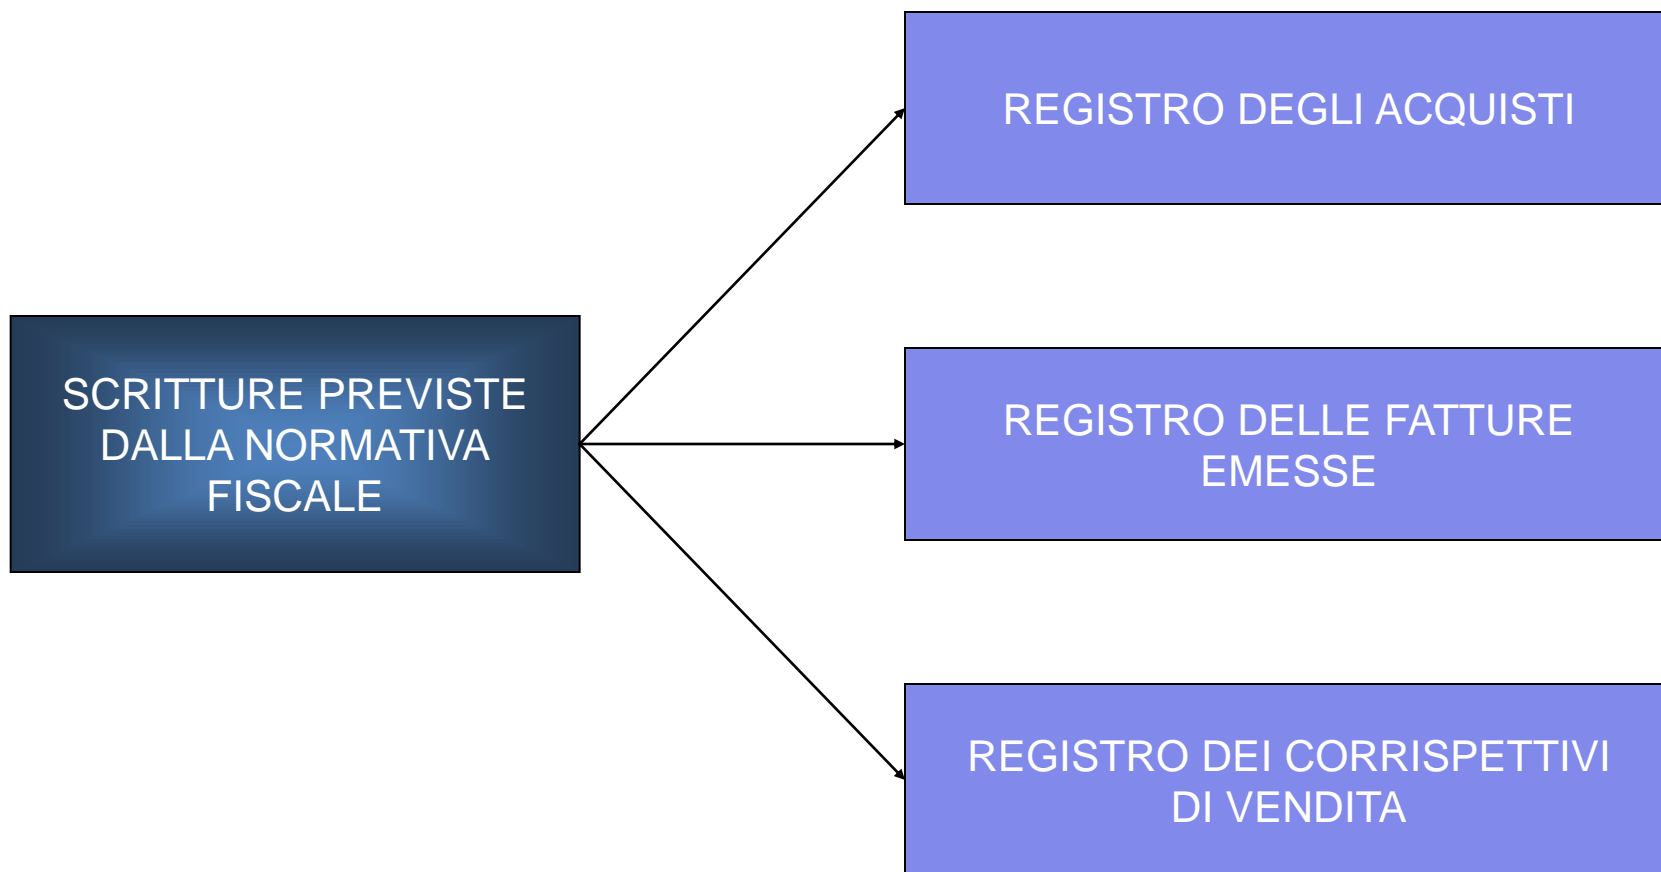 SCRITTURE PREVISTE
DALLA NORMATIVA
FISCALE
REGISTRO DEGLI ACQUISTI
REGISTRO DELLE FATTURE
EMESSE
REGISTRO DEI CORRISPETTIVI
DI VENDITA